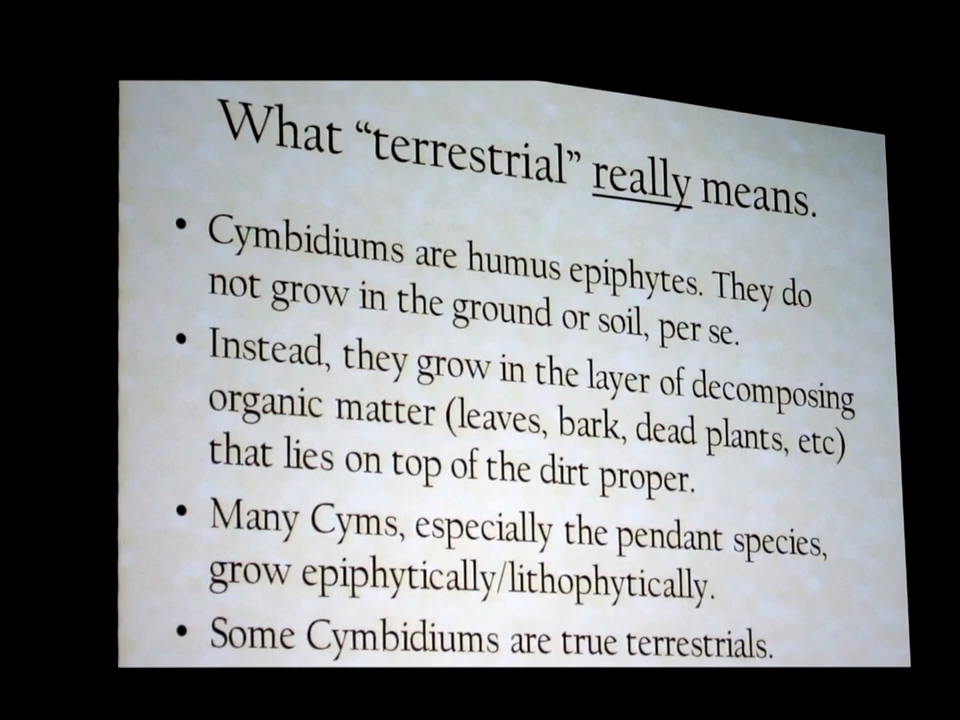 What “terrestrial” really means.
• Cymbidiums are humus epiphytes. They do
not grow in the ground or soil, per se.
• Instead, they grow in the layer of decomposing
organic matter (leaves, bark, dead plants, etc)
that lies on top of the dirt proper.
• Many Cyms, especially the pendant species,
grow epiphytically/lithophytically.
• Some Cymbidiums are true terrestrials.